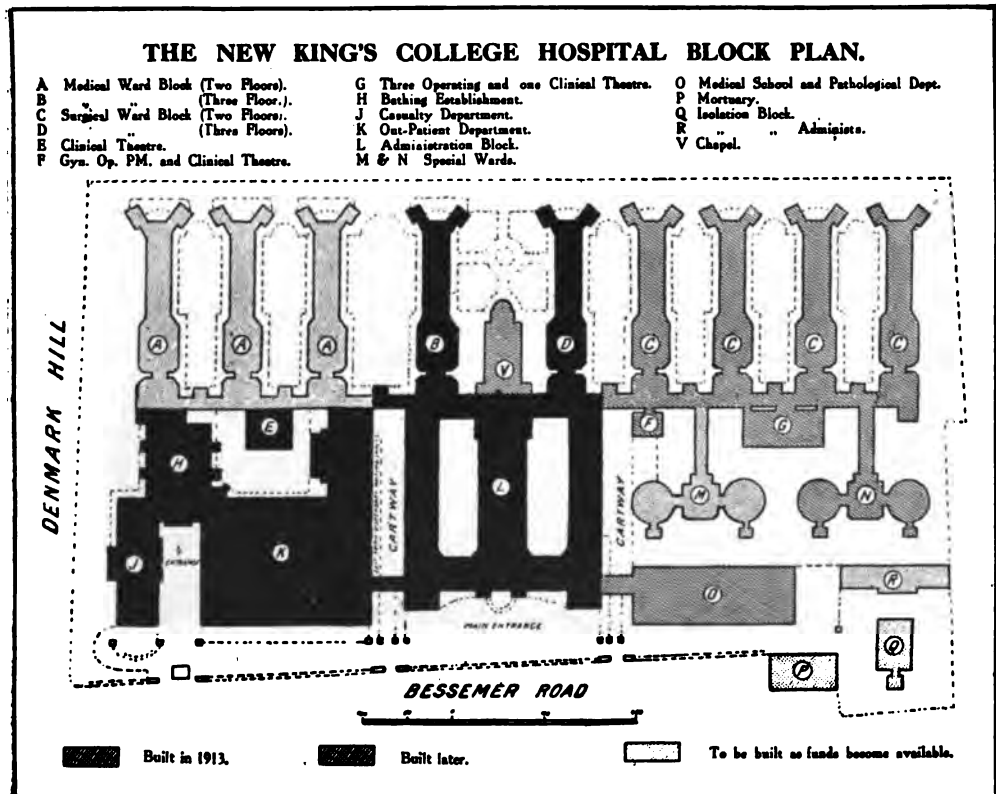 THE NEW KING'S COLLEGE HOSPITAL BLOCK PLAN.
A Medical Ward Block (Two Floors).
B " " (Three Floor.).
C Surgical Ward Block (Two Floors).
D " (Three Floors).
E Clinical Theatre.
F Gyn. Op. PM. and Clinical Theatre.
G Three Operating and one Clinical Theatre.
H Bathing Establishment.
J Casualty Department.
K Out-Patient Department.
L Administration Block.
M & N Special Wards.
O Medical School and Pathological Dept.
P Mortuary.
Q Isolation Block.
R " " Administn.
V Chapel.
DENMARK HILL
A A A B D C C C C
V
E F G
H
L M N
CARTWAY CARTWAY
J ENTRANCE K O R
MAIN ENTRANCE
Q
P
BESSEMER ROAD
Built in 1913. Built later. To be built as funds become available.